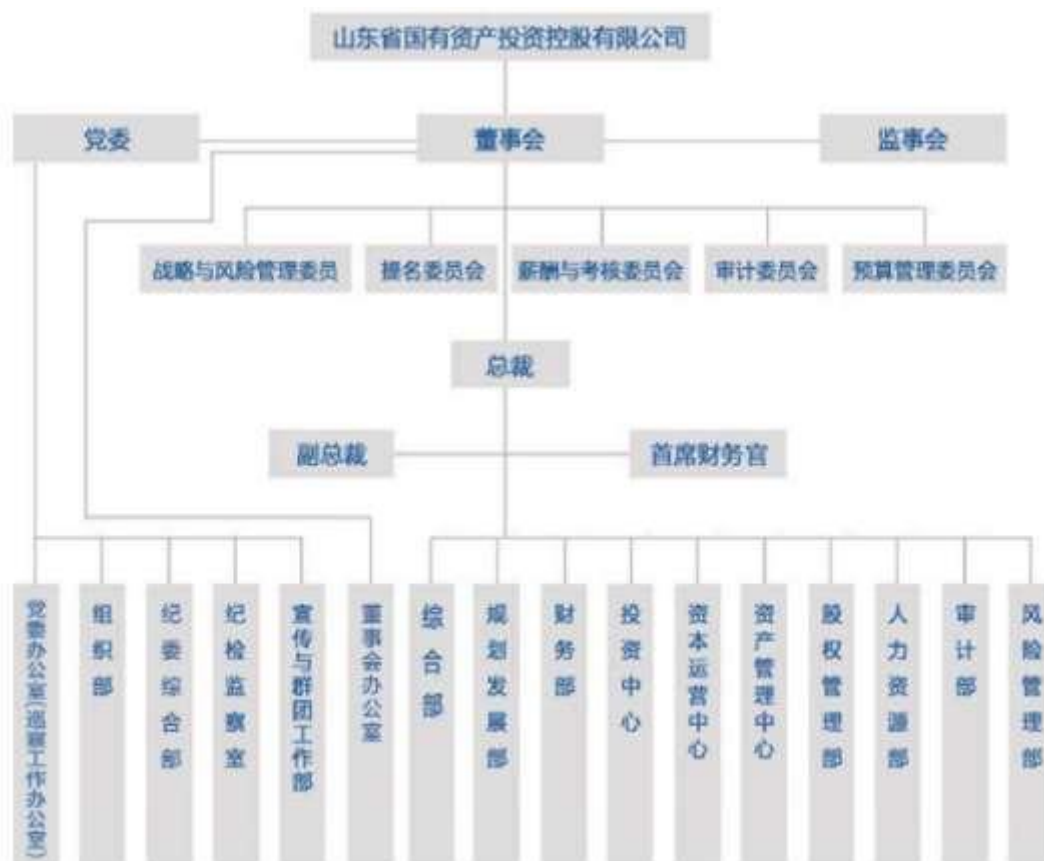 山东省国有资产投资控股有限公司
党委
董事会
监事会
战略与风险管理委员
提名委员会
薪酬与考核委员会
审计委员会
预算管理委员会
总裁
副总裁
首席财务官
党委办公室(巡察工作办公室)
组织部
纪委综合部
纪检监察室
宣传与群团工作部
董事会办公室
综合部
规划发展部
财务部
投资中心
资本运营中心
资产管理中心
股权管理部
人力资源部
审计部
风险管理部